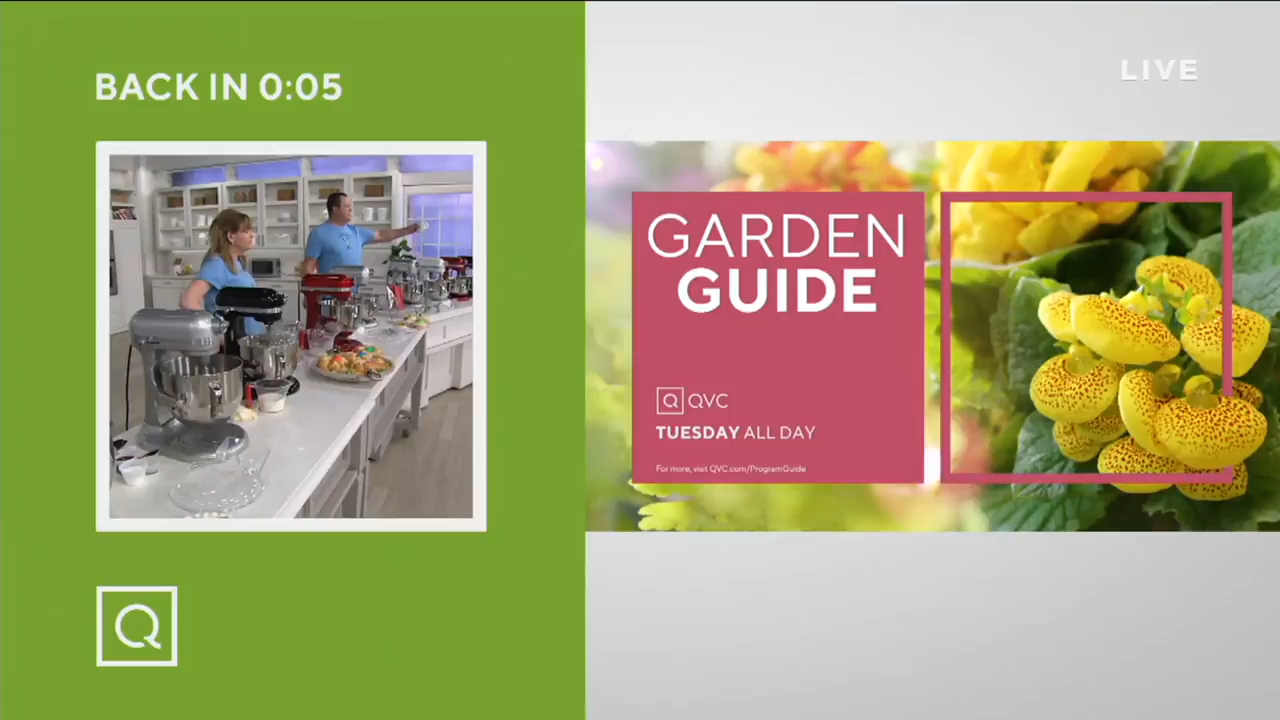 BACK IN 0:05
LIVE
GARDEN
GUIDE
Q QVC
TUESDAY ALL DAY
For more, visit QVC.com/ProgramGuide
Q